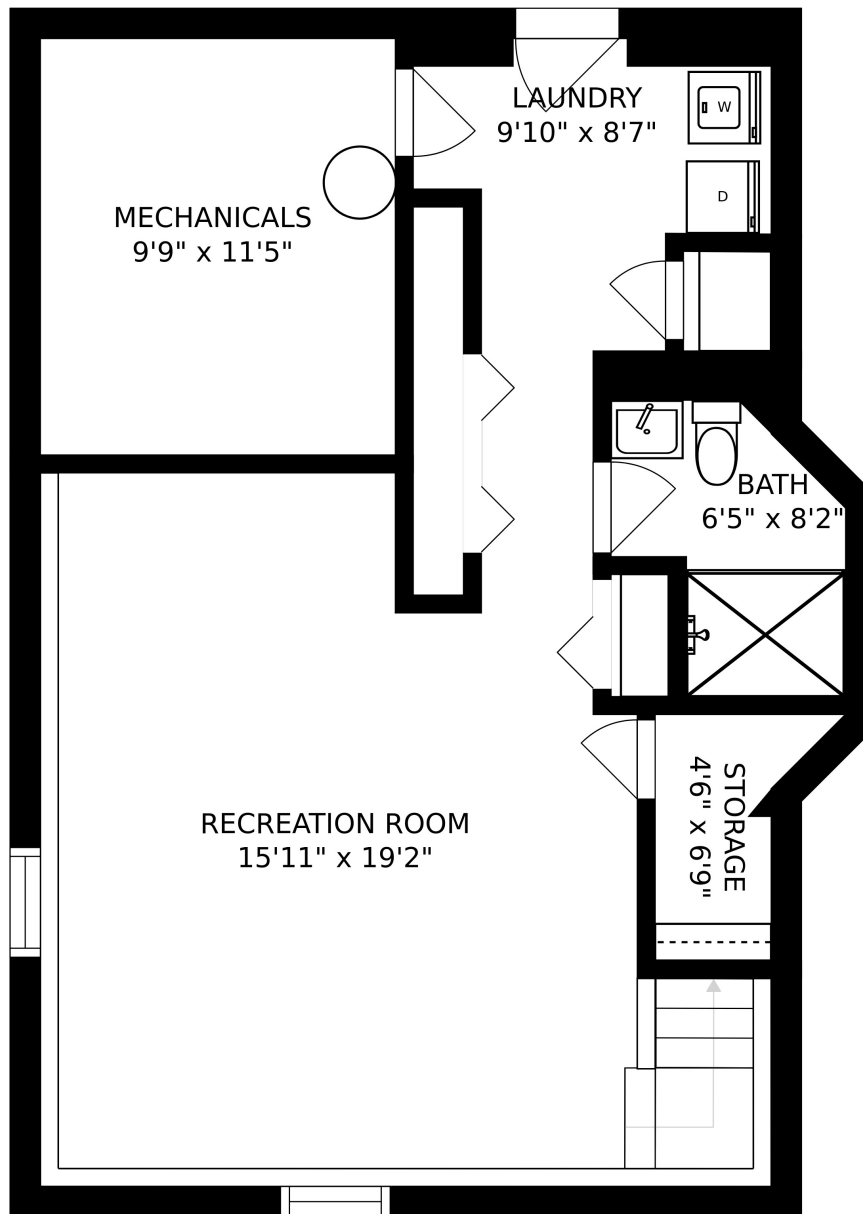 LAUNDRY
9'10" x 8'7"
W
D
MECHANICALS
9'9" x 11'5"
BATH
6'5" x 8'2"
STORAGE
4'6" x 6'9"
RECREATION ROOM
15'11" x 19'2"